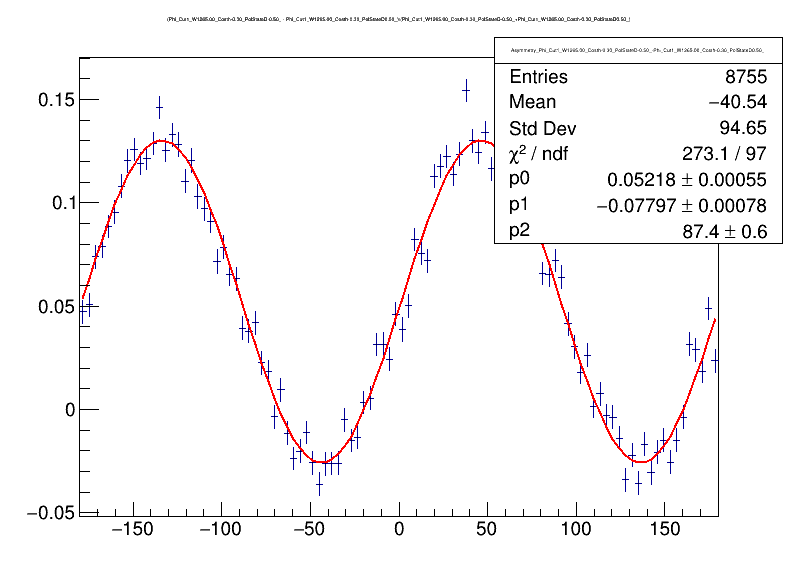 Entries 8755
Mean −40.54
Std Dev 94.65
χ² / ndf 273.1 / 97
p0 0.05218 ± 0.00055
p1 −0.07797 ± 0.00078
p2 87.4 ± 0.6
0.15
0.1
0.05
0
−0.05
−150 −100 −50 0 50 100 150